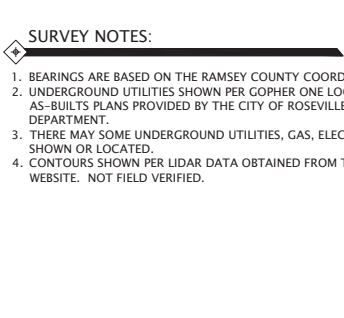 SURVEY NOTES:
1. BEARINGS ARE BASED ON THE RAMSEY COUNTY COORD
2. UNDERGROUND UTILITIES SHOWN PER GOPHER ONE LO
AS-BUILTS PLANS PROVIDED BY THE CITY OF ROSEVILLE
DEPARTMENT.
3. THERE MAY SOME UNDERGROUND UTILITIES, GAS, ELEC
SHOWN OR LOCATED.
4. CONTOURS SHOWN PER LIDAR DATA OBTAINED FROM T
WEBSITE. NOT FIELD VERIFIED.